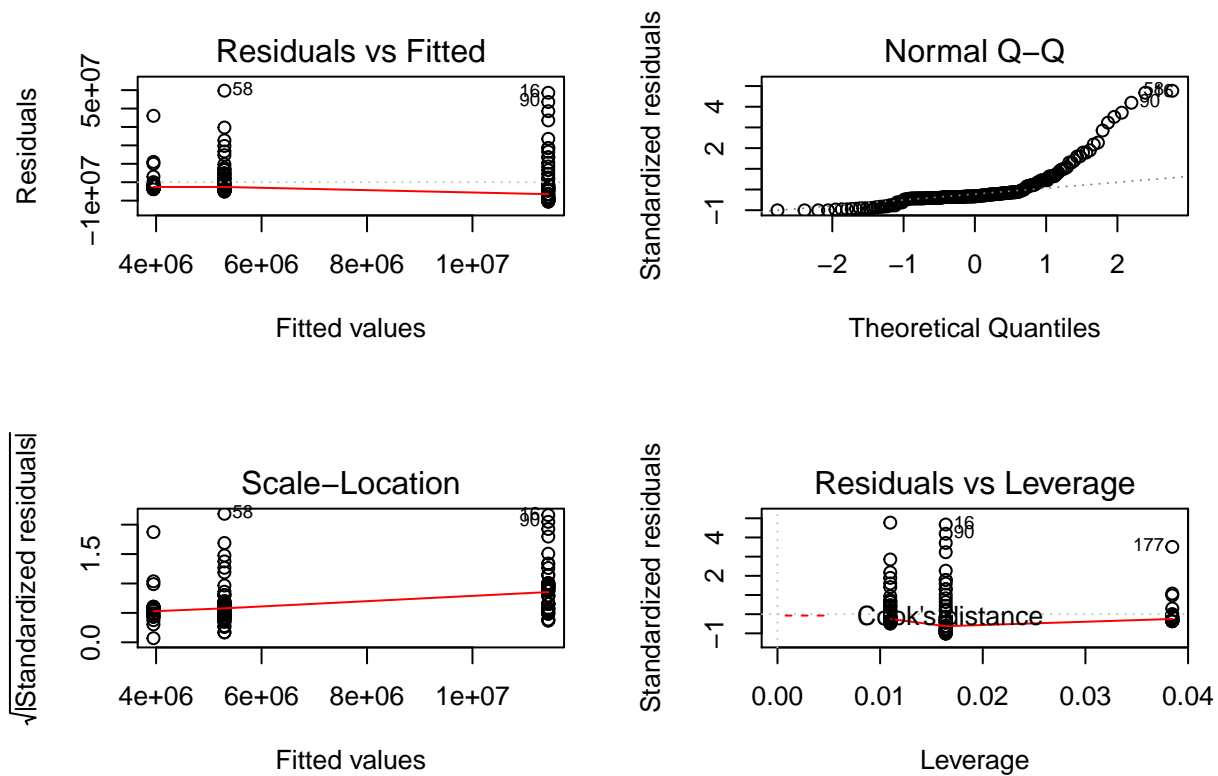 Residuals vs Fitted
Residuals
−1e+07
5e+07
58
16
90
4e+06 6e+06 8e+06 1e+07
Fitted values
Normal Q−Q
Standardized residuals
−1 2 4
90
−2 −1 0 1 2
Theoretical Quantiles
Scale−Location
√|Standardized residuals|
0.0 1.5
58
16
90
4e+06 6e+06 8e+06 1e+07
Fitted values
Residuals vs Leverage
Standardized residuals
−1 2 4
16
90
177
Cook's distance
0.00 0.01 0.02 0.03 0.04
Leverage